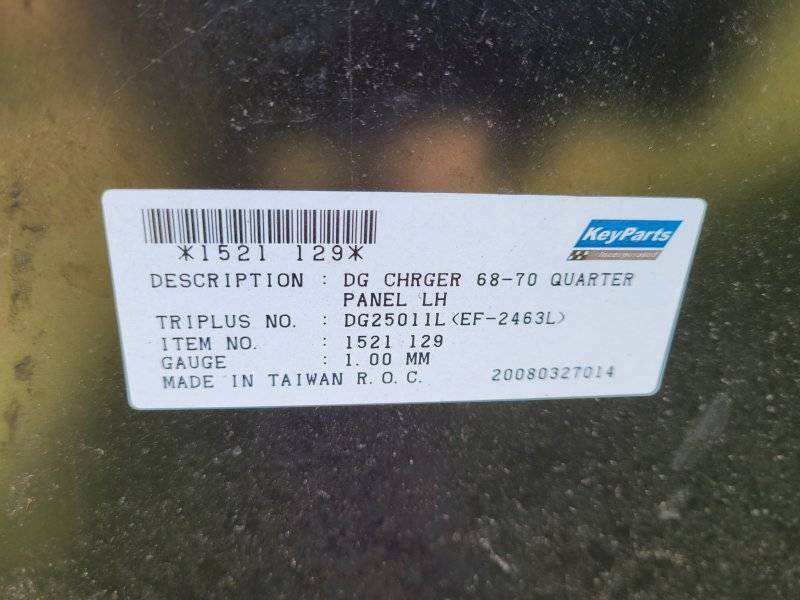 *1521 129*
KeyParts
Incorporated
DESCRIPTION : DG CHRGER 68-70 QUARTER
PANEL LH
TRIPLUS NO. : DG25011L(EF-2463L)
ITEM NO. : 1521 129
GAUGE : 1.00 MM
MADE IN TAIWAN R.O.C. 20080327014